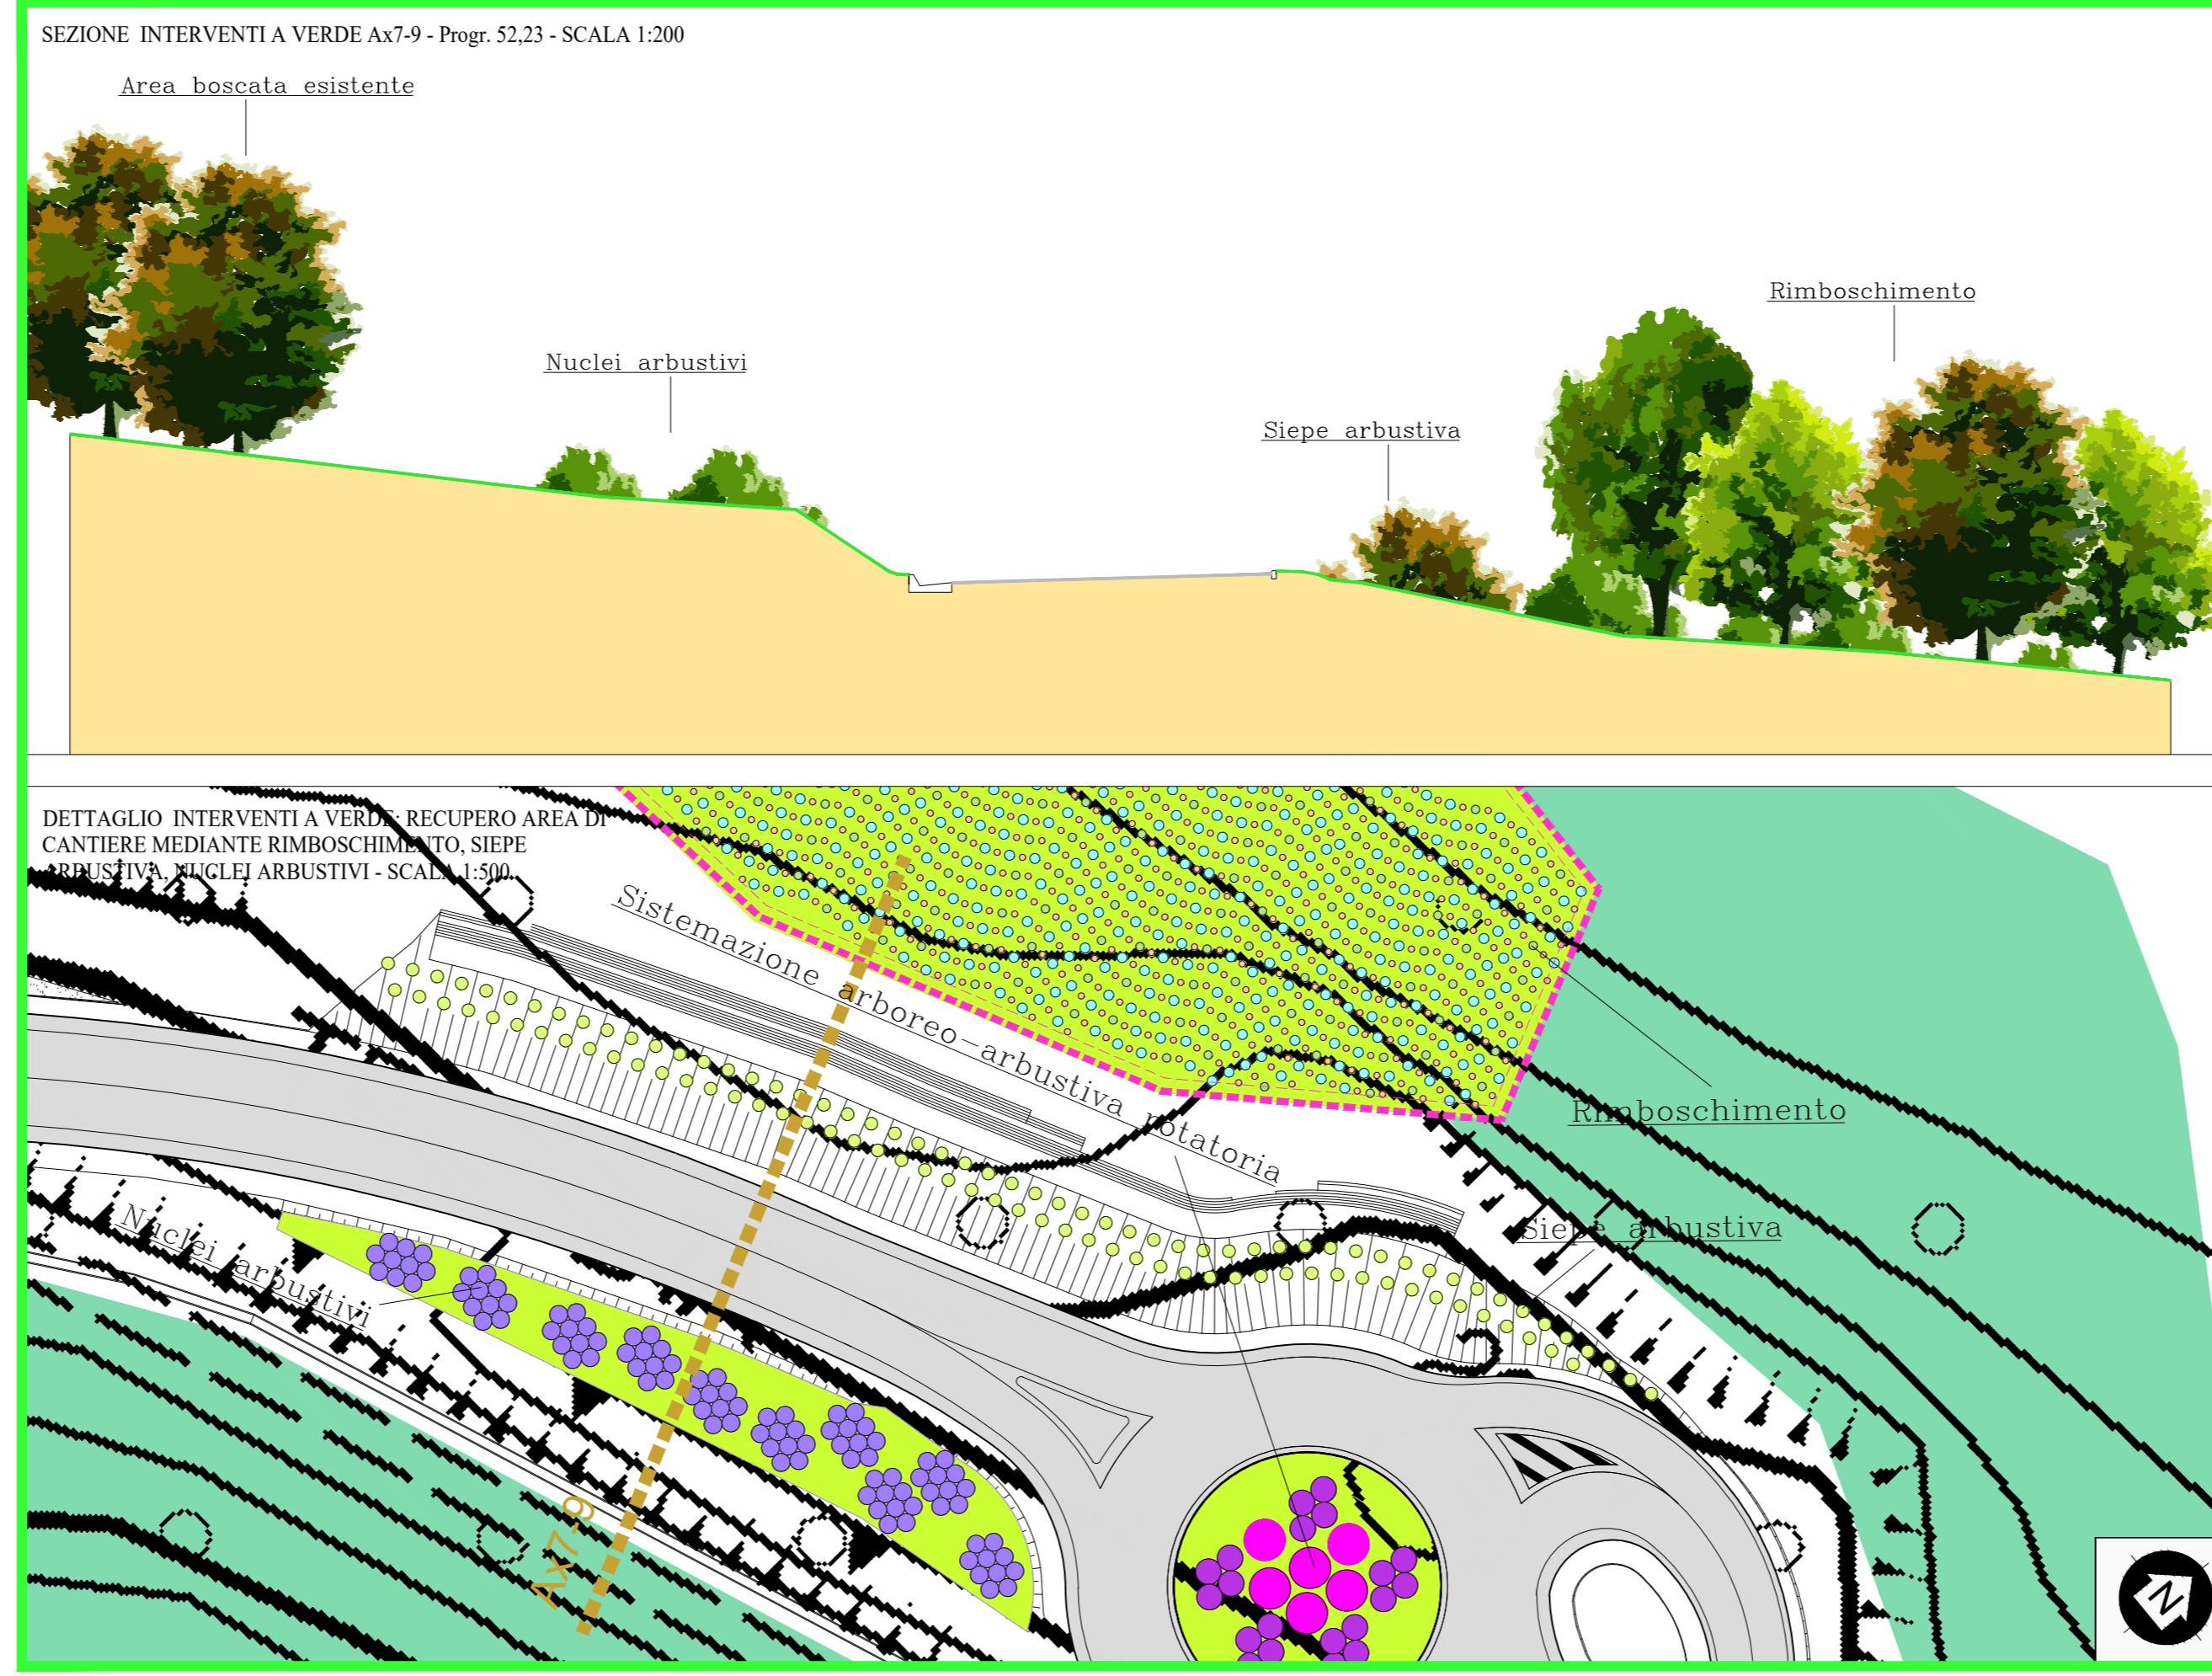 SEZIONE INTERVENTI A VERDE Ax7-9 - Progr. 52,23 - SCALA 1:200
Area boscata esistente
Rimboschimento
Nuclei arbustivi
Siepe arbustiva
DETTAGLIO INTERVENTI A VERDE: RECUPERO AREA DI
CANTIERE MEDIANTE RIMBOSCHIMENTO, SIEPE
ARBUSTIVA, NUCLEI ARBUSTIVI - SCALA 1:500
Sistemazione arboreo-arbustiva rotatoria
Rimboschimento
Siepe arbustiva
Nuclei arbustivi
Ax7-9
N